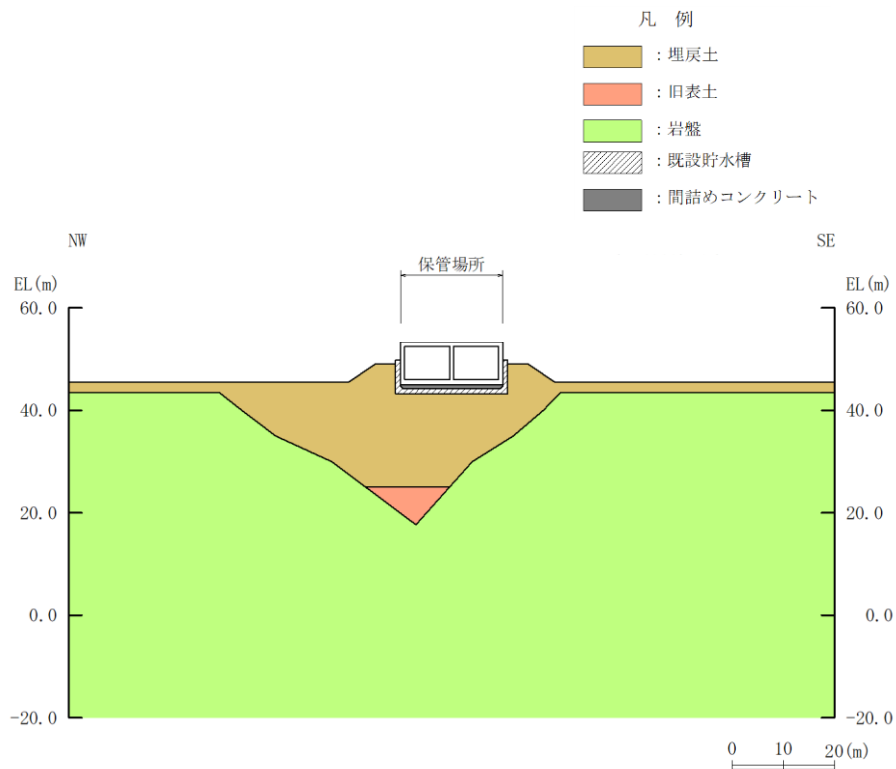 凡 例
：埋戻土
：旧表土
：岩盤
：既設貯水槽
：間詰めコンクリート
NW
SE
保管場所
EL(m)
EL(m)
60.0
60.0
40.0
40.0
20.0
20.0
0.0
0.0
-20.0
-20.0
0 10 20(m)